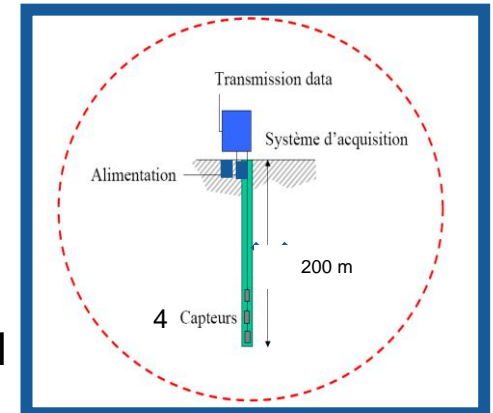 Transmission data
Système d'acquisition
Alimentation
200 m
4 Capteurs